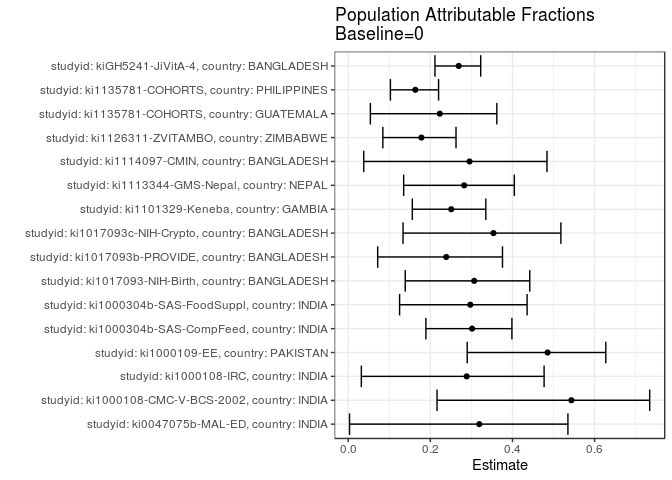 Population Attributable Fractions
Baseline=0
studyid: kiGH5241-JiVitA-4, country: BANGLADESH
studyid: ki1135781-COHORTS, country: PHILIPPINES
studyid: ki1135781-COHORTS, country: GUATEMALA
studyid: ki1126311-ZVITAMBO, country: ZIMBABWE
studyid: ki1114097-CMIN, country: BANGLADESH
studyid: ki1113344-GMS-Nepal, country: NEPAL
studyid: ki1101329-Keneba, country: GAMBIA
studyid: ki1017093c-NIH-Crypto, country: BANGLADESH
studyid: ki1017093b-PROVIDE, country: BANGLADESH
studyid: ki1017093-NIH-Birth, country: BANGLADESH
studyid: ki1000304b-SAS-FoodSuppl, country: INDIA
studyid: ki1000304b-SAS-CompFeed, country: INDIA
studyid: ki1000109-EE, country: PAKISTAN
studyid: ki1000108-IRC, country: INDIA
studyid: ki1000108-CMC-V-BCS-2002, country: INDIA
studyid: ki0047075b-MAL-ED, country: INDIA
0.0 0.2 0.4 0.6
Estimate